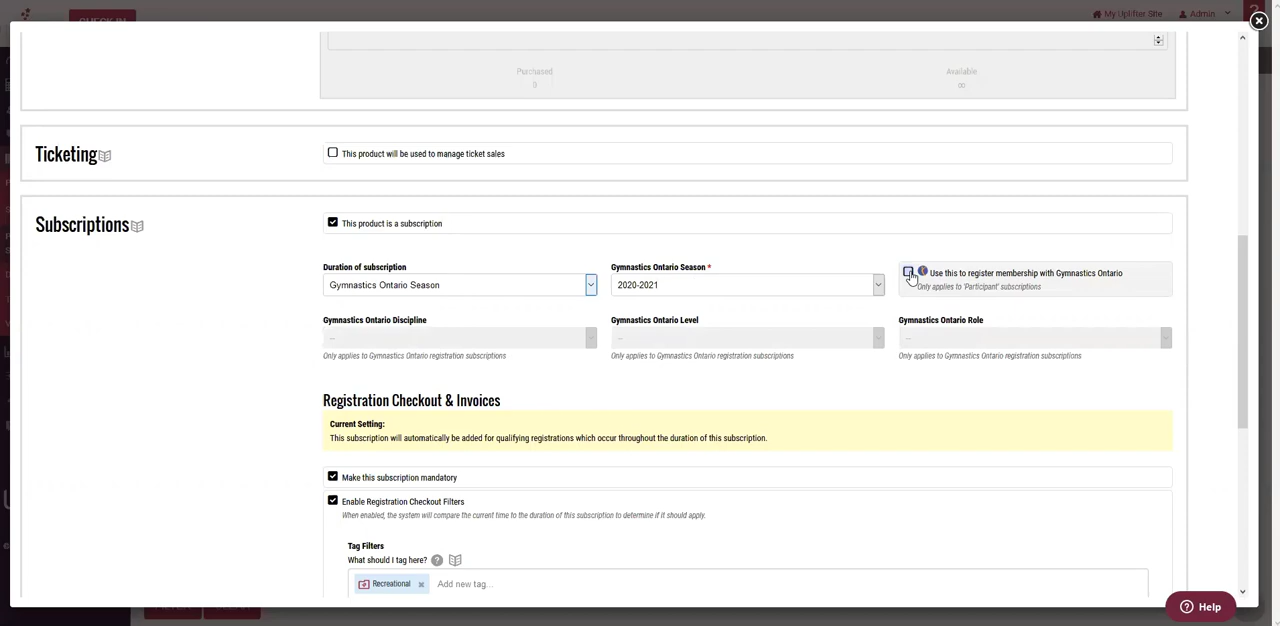 My Uplifter Site
Admin
Purchased
0
Available
∞
Ticketing
This product will be used to manage ticket sales
Subscriptions
This product is a subscription
Duration of subscription
Gymnastics Ontario Season
Gymnastics Ontario Season *
2020-2021
Use this to register membership with Gymnastics Ontario
Only applies to 'Participant' subscriptions
Gymnastics Ontario Discipline
--
Only applies to Gymnastics Ontario registration subscriptions
Gymnastics Ontario Level
--
Only applies to Gymnastics Ontario registration subscriptions
Gymnastics Ontario Role
--
Only applies to Gymnastics Ontario registration subscriptions
Registration Checkout & Invoices
Current Setting:
This subscription will automatically be added for qualifying registrations which occur throughout the duration of this subscription.
Make this subscription mandatory
Enable Registration Checkout Filters
When enabled, the system will compare the current time to the duration of this subscription to determine if it should apply.
Tag Filters
What should I tag here?
Recreational
Add new tag...
Help